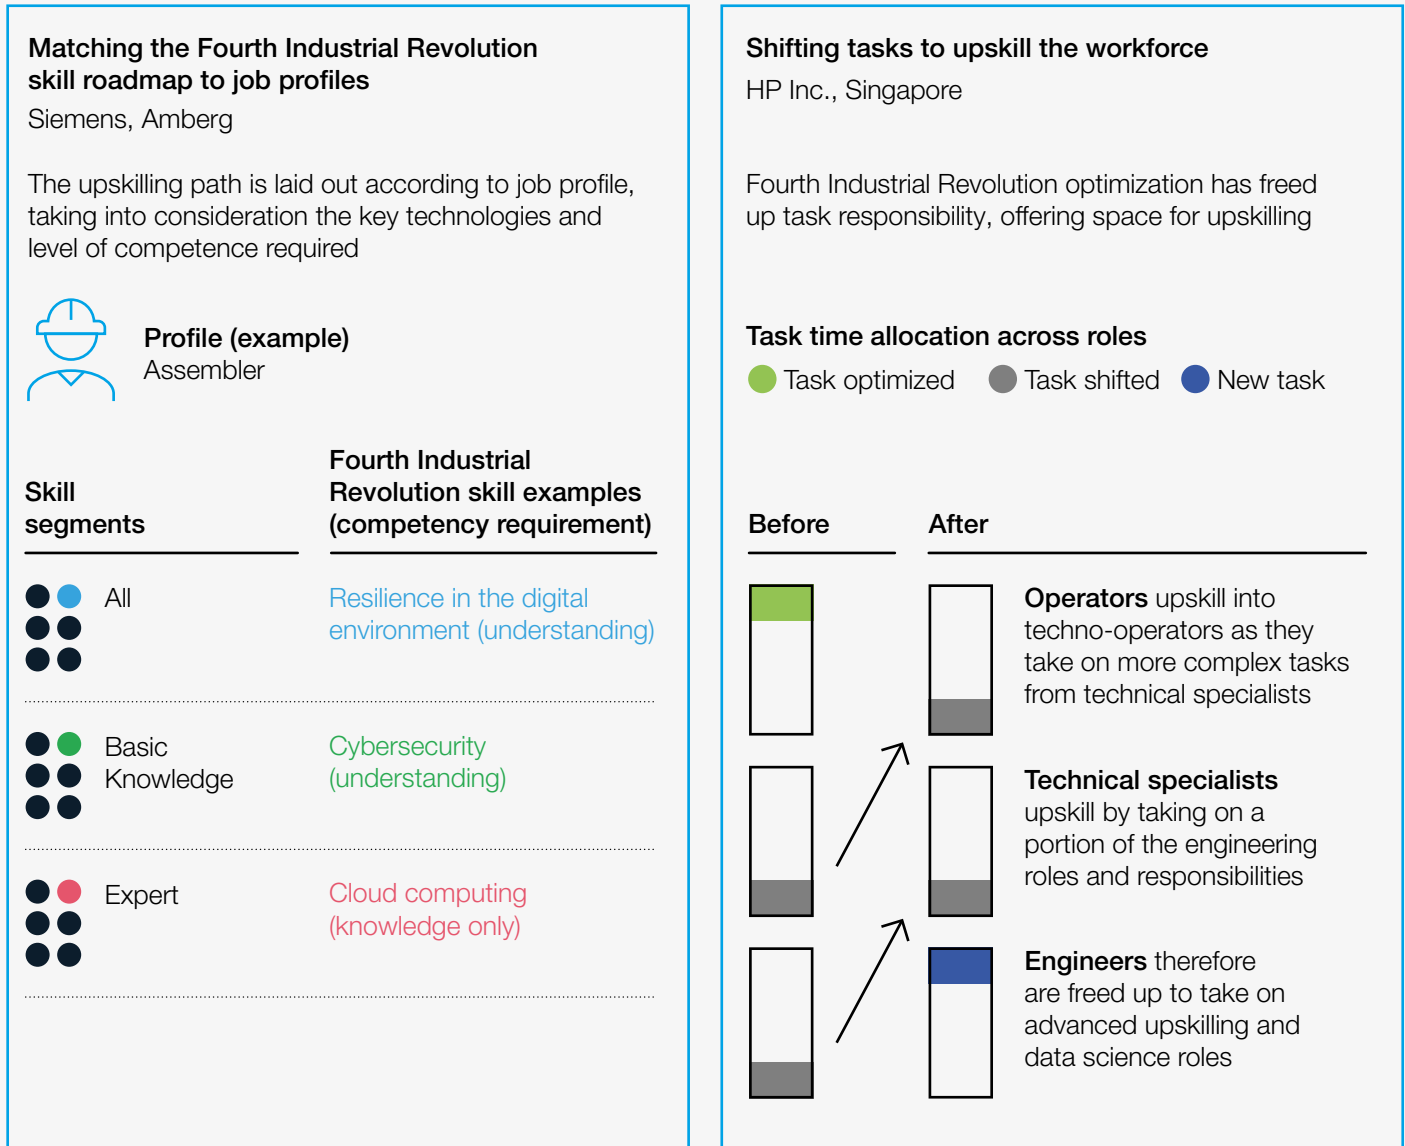 Matching the Fourth Industrial Revolution
skill roadmap to job profiles
Siemens, Amberg
The upskilling path is laid out according to job profile,
taking into consideration the key technologies and
level of competence required
Profile (example)
Assembler
Skill
segments
Fourth Industrial
Revolution skill examples
(competency requirement)
All
Resilience in the digital
environment (understanding)
Basic
Knowledge
Cybersecurity
(understanding)
Expert
Cloud computing
(knowledge only)
Shifting tasks to upskill the workforce
HP Inc., Singapore
Fourth Industrial Revolution optimization has freed
up task responsibility, offering space for upskilling
Task time allocation across roles
Task optimized
Task shifted
New task
Before
After
Operators upskill into
techno-operators as they
take on more complex tasks
from technical specialists
Technical specialists
upskill by taking on a
portion of the engineering
roles and responsibilities
Engineers therefore
are freed up to take on
advanced upskilling and
data science roles